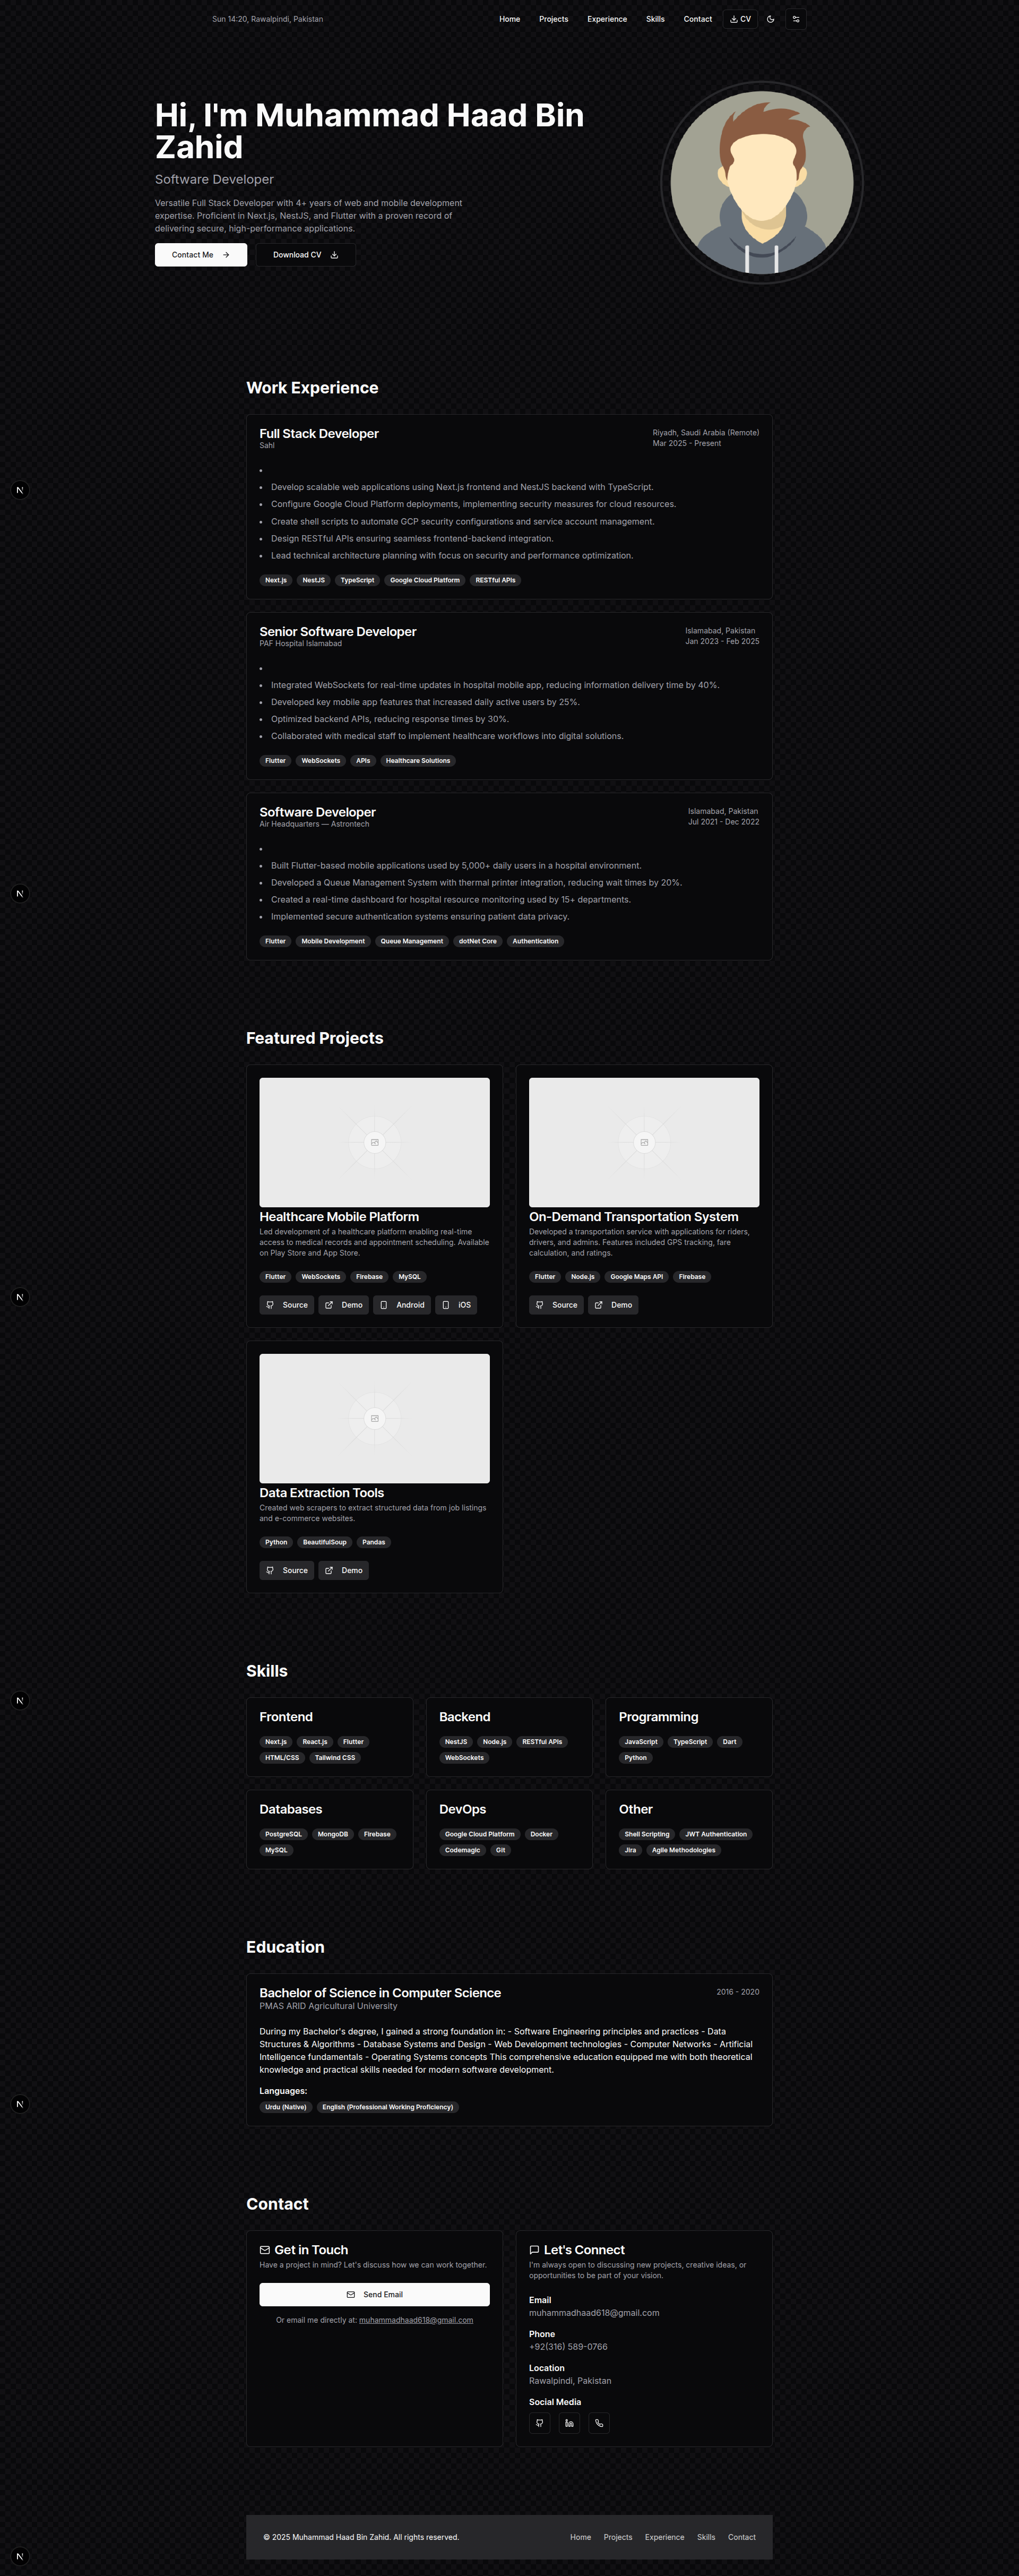 Sun 14:20, Rawalpindi, Pakistan
Home Projects Experience Skills Contact CV
Hi, I'm Muhammad Haad Bin
Zahid
Software Developer
Versatile Full Stack Developer with 4+ years of web and mobile development
expertise. Proficient in Next.js, NestJS, and Flutter with a proven record of
delivering secure, high-performance applications.
Contact Me Download CV
Work Experience
Full Stack Developer
Sahl
Riyadh, Saudi Arabia (Remote)
Mar 2025 - Present
•
• Develop scalable web applications using Next.js frontend and NestJS backend with TypeScript.
• Configure Google Cloud Platform deployments, implementing security measures for cloud resources.
• Create shell scripts to automate GCP security configurations and service account management.
• Design RESTful APIs ensuring seamless frontend-backend integration.
• Lead technical architecture planning with focus on security and performance optimization.
Next.js NestJS TypeScript Google Cloud Platform RESTful APIs
Senior Software Developer
PAF Hospital Islamabad
Islamabad, Pakistan
Jan 2023 - Feb 2025
•
• Integrated WebSockets for real-time updates in hospital mobile app, reducing information delivery time by 40%.
• Developed key mobile app features that increased daily active users by 25%.
• Optimized backend APIs, reducing response times by 30%.
• Collaborated with medical staff to implement healthcare workflows into digital solutions.
Flutter WebSockets APIs Healthcare Solutions
Software Developer
Air Headquarters — Astrontech
Islamabad, Pakistan
Jul 2021 - Dec 2022
•
• Built Flutter-based mobile applications used by 5,000+ daily users in a hospital environment.
• Developed a Queue Management System with thermal printer integration, reducing wait times by 20%.
• Created a real-time dashboard for hospital resource monitoring used by 15+ departments.
• Implemented secure authentication systems ensuring patient data privacy.
Flutter Mobile Development Queue Management dotNet Core Authentication
Featured Projects
Healthcare Mobile Platform
Led development of a healthcare platform enabling real-time
access to medical records and appointment scheduling. Available
on Play Store and App Store.
Flutter WebSockets Firebase MySQL
Source Demo Android iOS
On-Demand Transportation System
Developed a transportation service with applications for riders,
drivers, and admins. Features included GPS tracking, fare
calculation, and ratings.
Flutter Node.js Google Maps API Firebase
Source Demo
Data Extraction Tools
Created web scrapers to extract structured data from job listings
and e-commerce websites.
Python BeautifulSoup Pandas
Source Demo
Skills
Frontend
Next.js React.js Flutter
HTML/CSS Tailwind CSS
Backend
NestJS Node.js RESTful APIs
WebSockets
Programming
JavaScript TypeScript Dart
Python
Databases
PostgreSQL MongoDB Firebase
MySQL
DevOps
Google Cloud Platform Docker
Codemagic Git
Other
Shell Scripting JWT Authentication
Jira Agile Methodologies
Education
Bachelor of Science in Computer Science
PMAS ARID Agricultural University
2016 - 2020
During my Bachelor's degree, I gained a strong foundation in: - Software Engineering principles and practices - Data
Structures & Algorithms - Database Systems and Design - Web Development technologies - Computer Networks - Artificial
Intelligence fundamentals - Operating Systems concepts This comprehensive education equipped me with both theoretical
knowledge and practical skills needed for modern software development.
Languages:
Urdu (Native) English (Professional Working Proficiency)
Contact
Get in Touch
Have a project in mind? Let's discuss how we can work together.
Send Email
Or email me directly at: muhammadhaad618@gmail.com
Let's Connect
I'm always open to discussing new projects, creative ideas, or
opportunities to be part of your vision.
Email
muhammadhaad618@gmail.com
Phone
+92(316) 589-0766
Location
Rawalpindi, Pakistan
Social Media
© 2025 Muhammad Haad Bin Zahid. All rights reserved.
Home Projects Experience Skills Contact